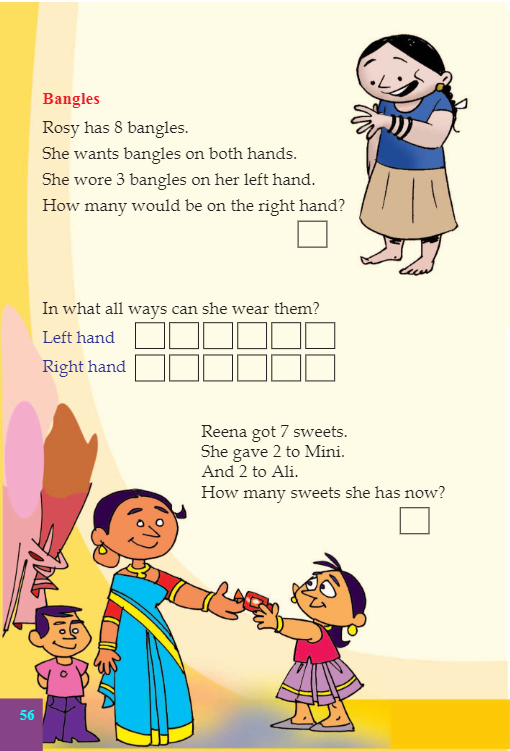 Bangles
Rosy has 8 bangles.
She wants bangles on both hands.
She wore 3 bangles on her left hand.
How many would be on the right hand?
In what all ways can she wear them?
Left hand
Right hand
Reena got 7 sweets.
She gave 2 to Mini.
And 2 to Ali.
How many sweets she has now?
56